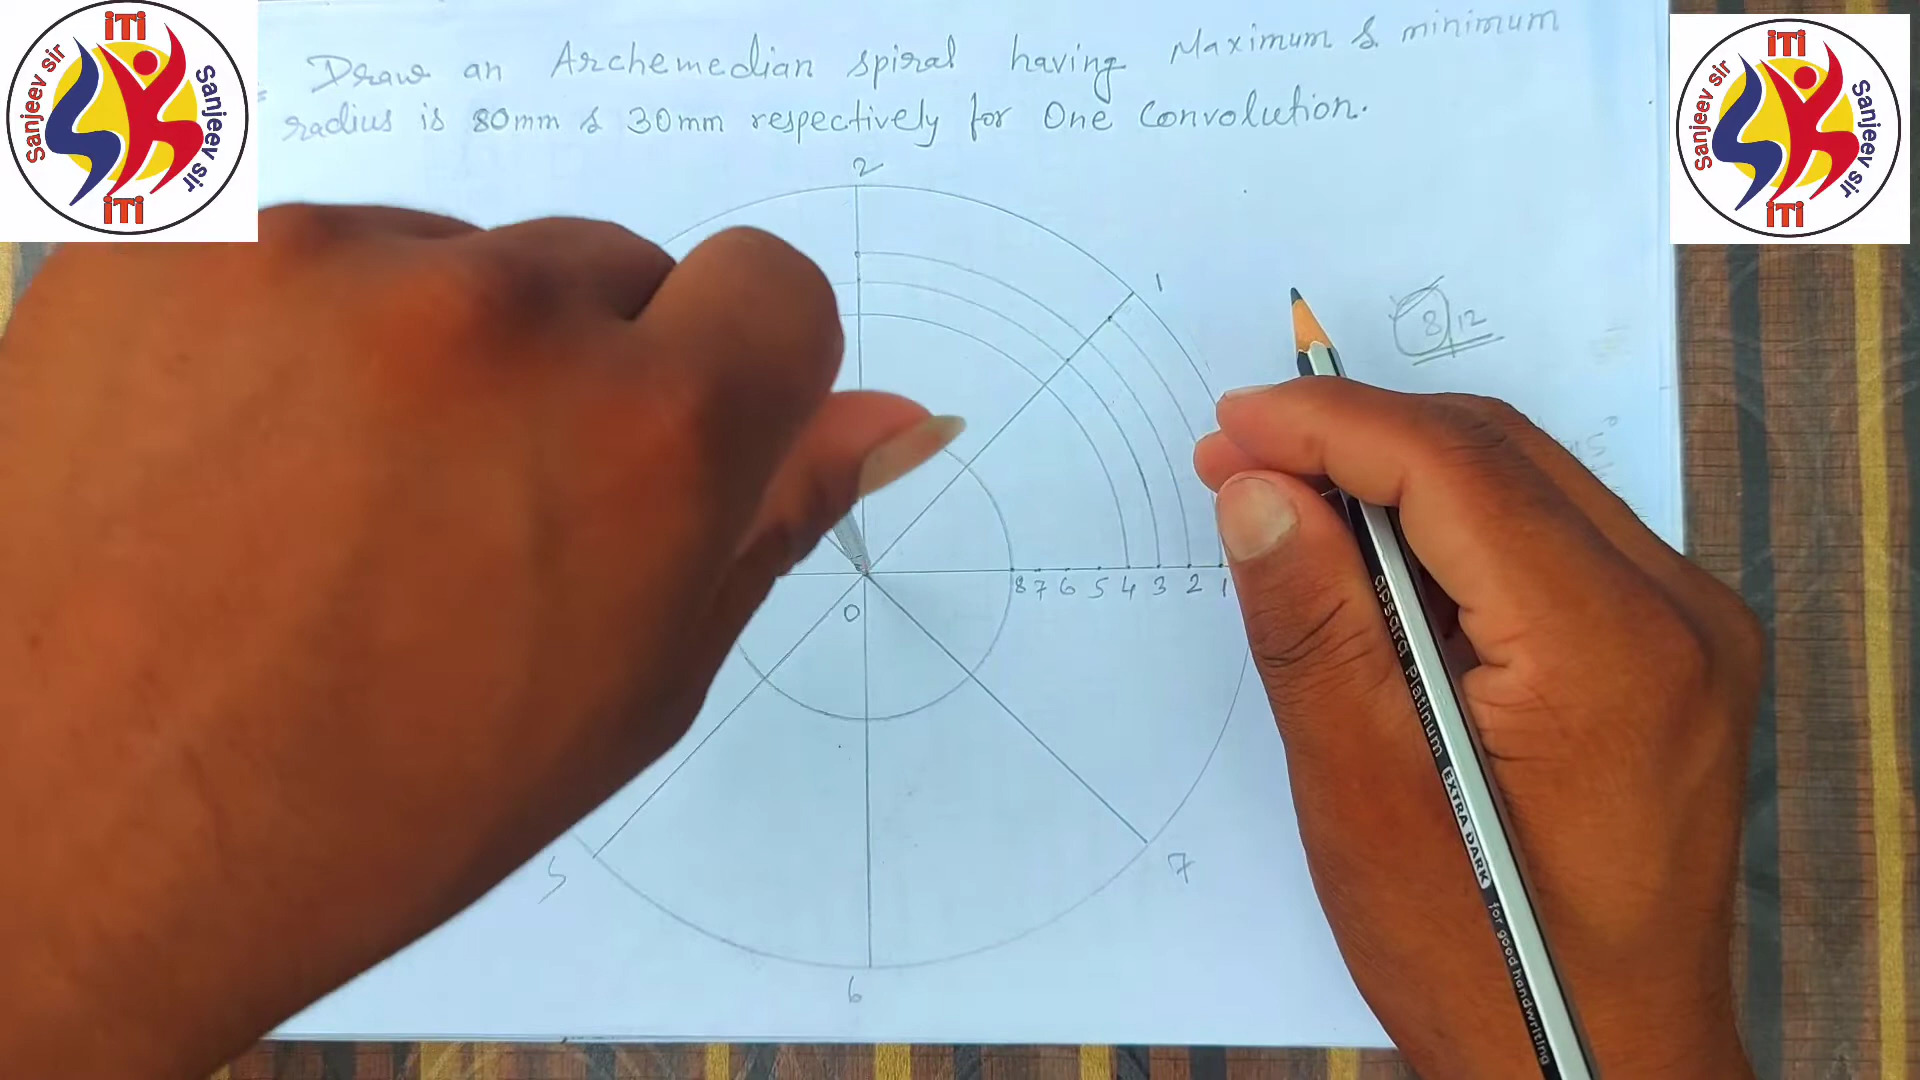 Draw an Archemedian spiral having Maximum & minimum
radius is 80mm & 30mm respectively for One Convolution.
2
1
8 12
8 7 6 5 4 3 2 1
O
5
7
6
apsara Platinum EXTRA DARK for good handwriting
iTi
Sanjeev sir
Sanjeev sir
iTi
iTi
Sanjeev sir
Sanjeev sir
iTi